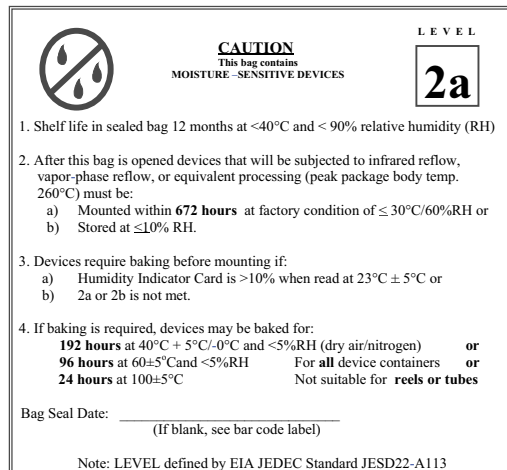 LEVEL
2a
CAUTION
This bag contains
MOISTURE –SENSITIVE DEVICES
1. Shelf life in sealed bag 12 months at <40°C and < 90% relative humidity (RH)
2. After this bag is opened devices that will be subjected to infrared reflow,
vapor-phase reflow, or equivalent processing (peak package body temp.
260°C) must be:
a) Mounted within 672 hours at factory condition of ≤ 30°C/60%RH or
b) Stored at ≤10% RH.
3. Devices require baking before mounting if:
a) Humidity Indicator Card is >10% when read at 23°C ± 5°C or
b) 2a or 2b is not met.
4. If baking is required, devices may be baked for:
192 hours at 40°C + 5°C/-0°C and <5%RH (dry air/nitrogen) or
96 hours at 60±5°Cand <5%RH For all device containers or
24 hours at 100±5°C Not suitable for reels or tubes
Bag Seal Date: ____________________________
(If blank, see bar code label)
Note: LEVEL defined by EIA JEDEC Standard JESD22-A113